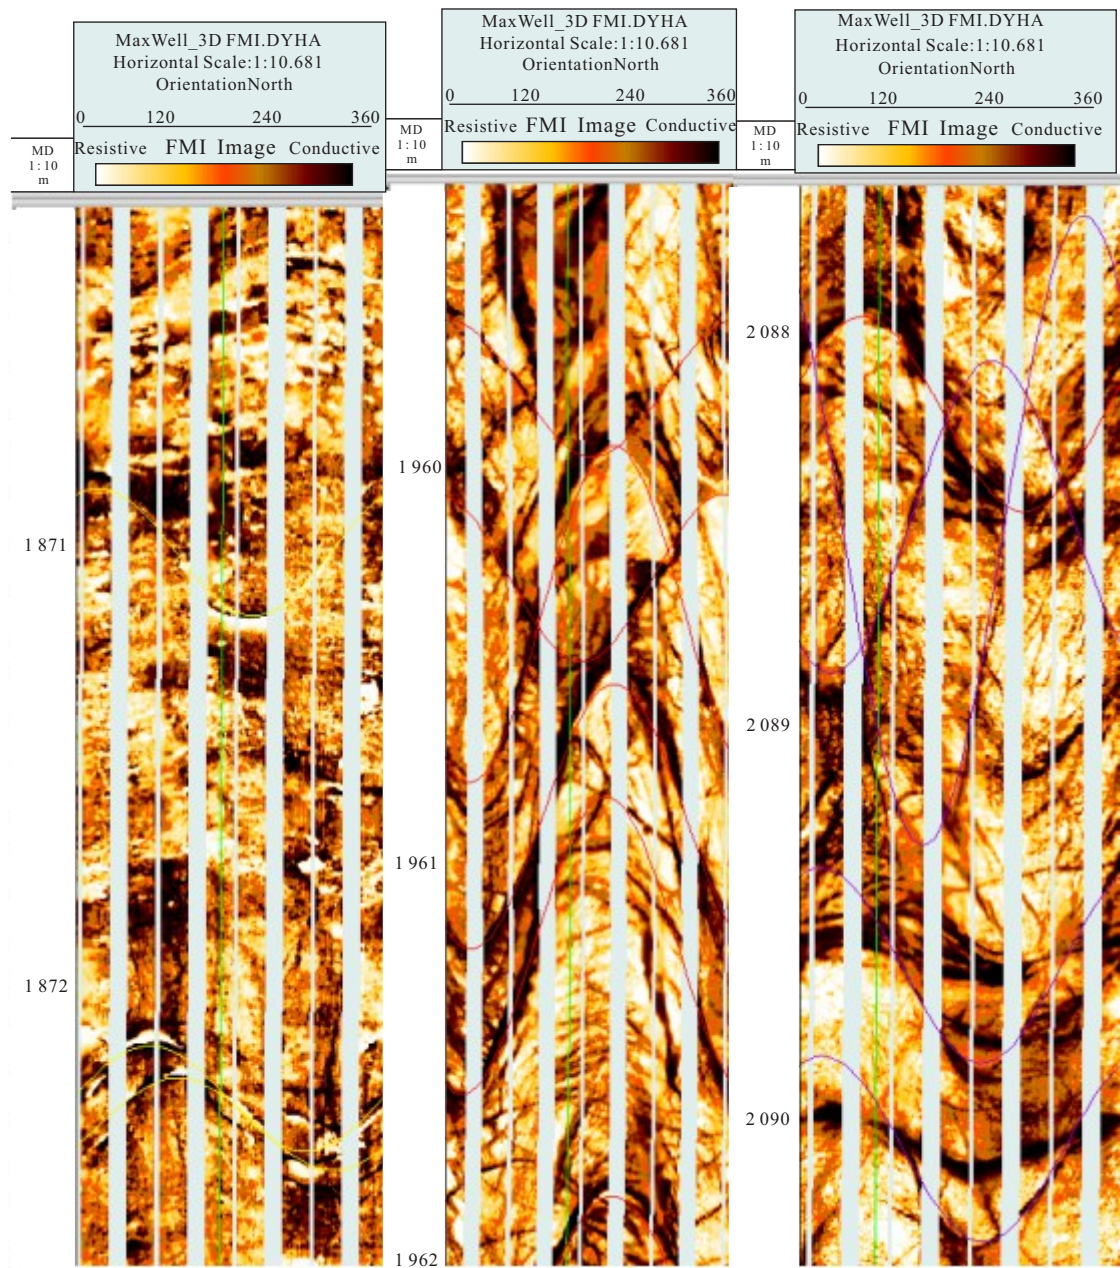 MaxWell_3D FMI.DYHA
Horizontal Scale:1:10.681
OrientationNorth
0 120 240 360
Resistive FMI Image Conductive
MD
1:10
m
1 871
1 872
MaxWell_3D FMI.DYHA
Horizontal Scale:1:10.681
OrientationNorth
0 120 240 360
Resistive FMI Image Conductive
MD
1:10
m
1 960
1 961
1 962
MaxWell_3D FMI.DYHA
Horizontal Scale:1:10.681
OrientationNorth
0 120 240 360
Resistive FMI Image Conductive
MD
1:10
m
2 088
2 089
2 090